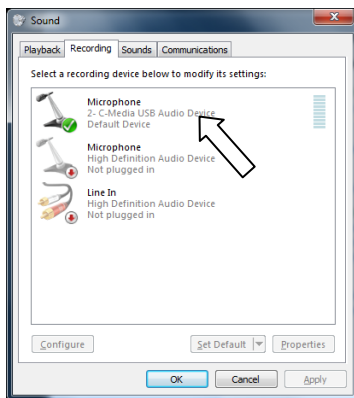 Sound
Playback Recording Sounds Communications
Select a recording device below to modify its settings:
Microphone
2- C-Media USB Audio Device
Default Device
Microphone
High Definition Audio Device
Not plugged in
Line In
High Definition Audio Device
Not plugged in
Configure Set Default Properties
OK Cancel Apply